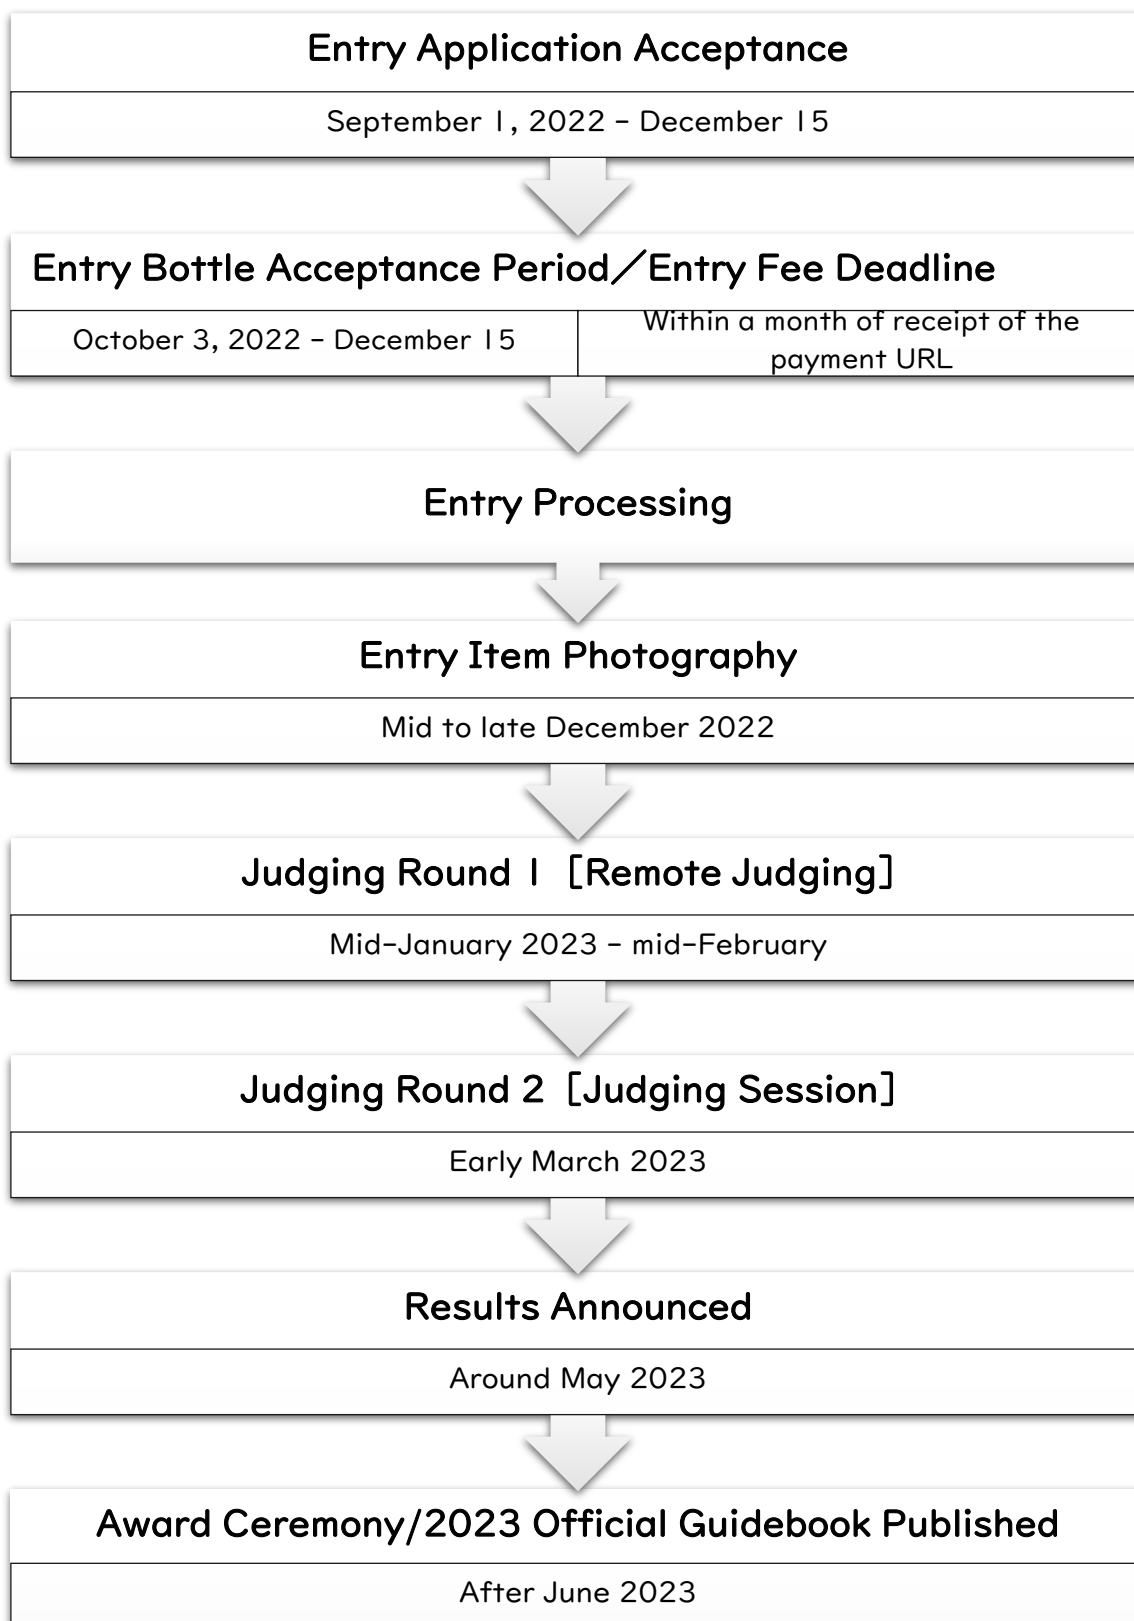 Entry Application Acceptance
September 1, 2022 - December 15
Entry Bottle Acceptance Period／Entry Fee Deadline
October 3, 2022 - December 15
Within a month of receipt of the
payment URL
Entry Processing
Entry Item Photography
Mid to late December 2022
Judging Round 1 [Remote Judging]
Mid-January 2023 - mid-February
Judging Round 2 [Judging Session]
Early March 2023
Results Announced
Around May 2023
Award Ceremony/2023 Official Guidebook Published
After June 2023